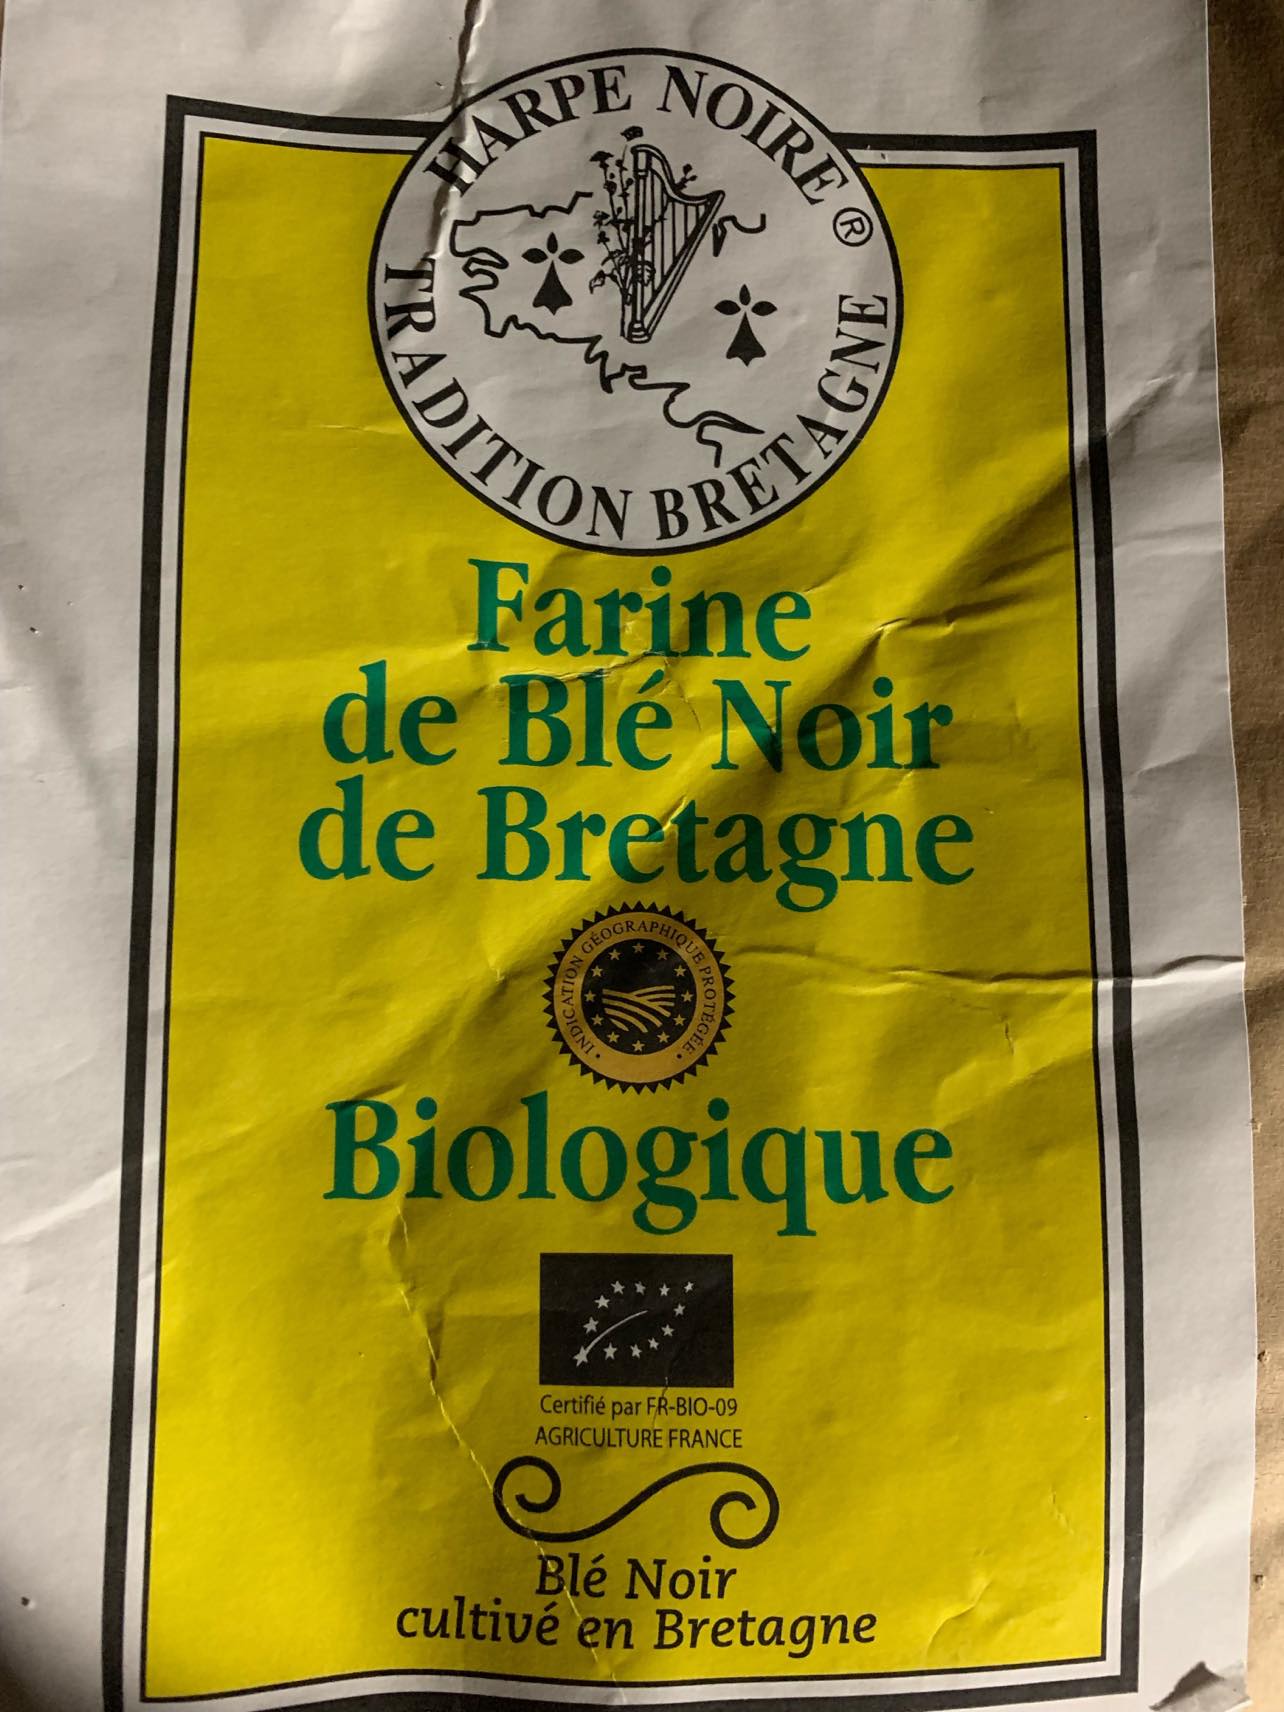 HARPE NOIRE ®
TRADITION BRETAGNE
Farine
de Blé Noir
de Bretagne
INDICATION GÉOGRAPHIQUE PROTÉGÉE
Biologique
Certifié par FR-BIO-09
AGRICULTURE FRANCE
Blé Noir
cultivé en Bretagne